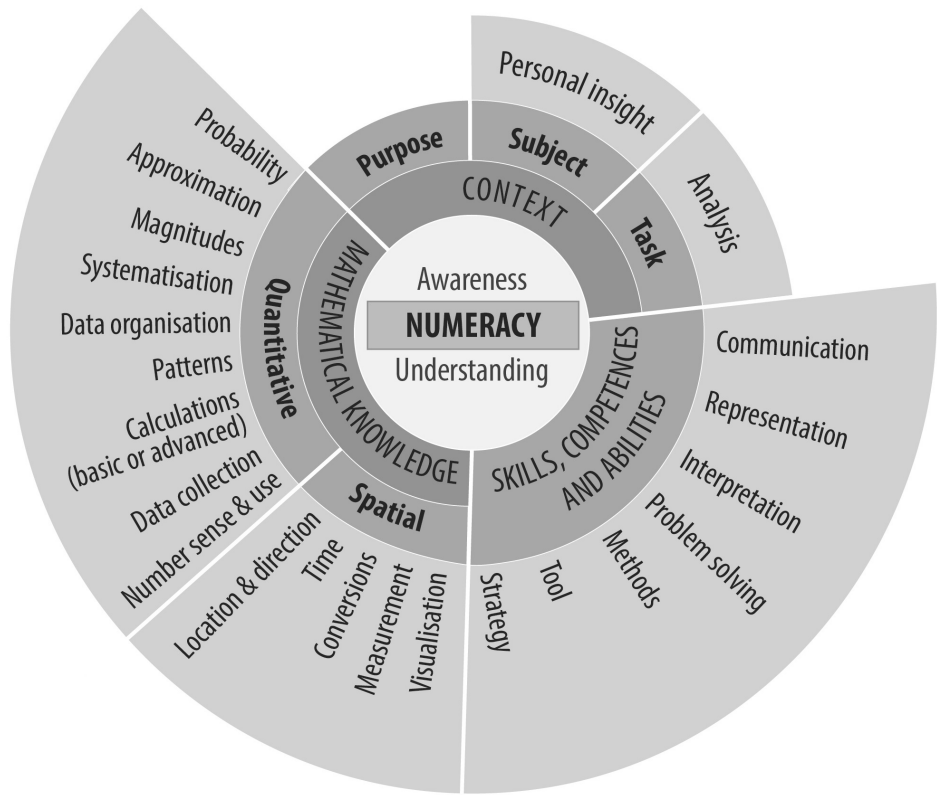 Awareness
NUMERACY
Understanding
CONTEXT
Purpose
Subject
Personal insight
Task
Analysis
SKILLS, COMPETENCES
AND ABILITIES
Communication
Representation
Interpretation
Problem solving
Methods
Tool
Strategy
MATHEMATICAL KNOWLEDGE
Spatial
Visualisation
Measurement
Conversions
Time
Location & direction
Quantitative
Number sense & use
Data collection
Calculations
(basic or advanced)
Patterns
Data organisation
Systematisation
Magnitudes
Approximation
Probability